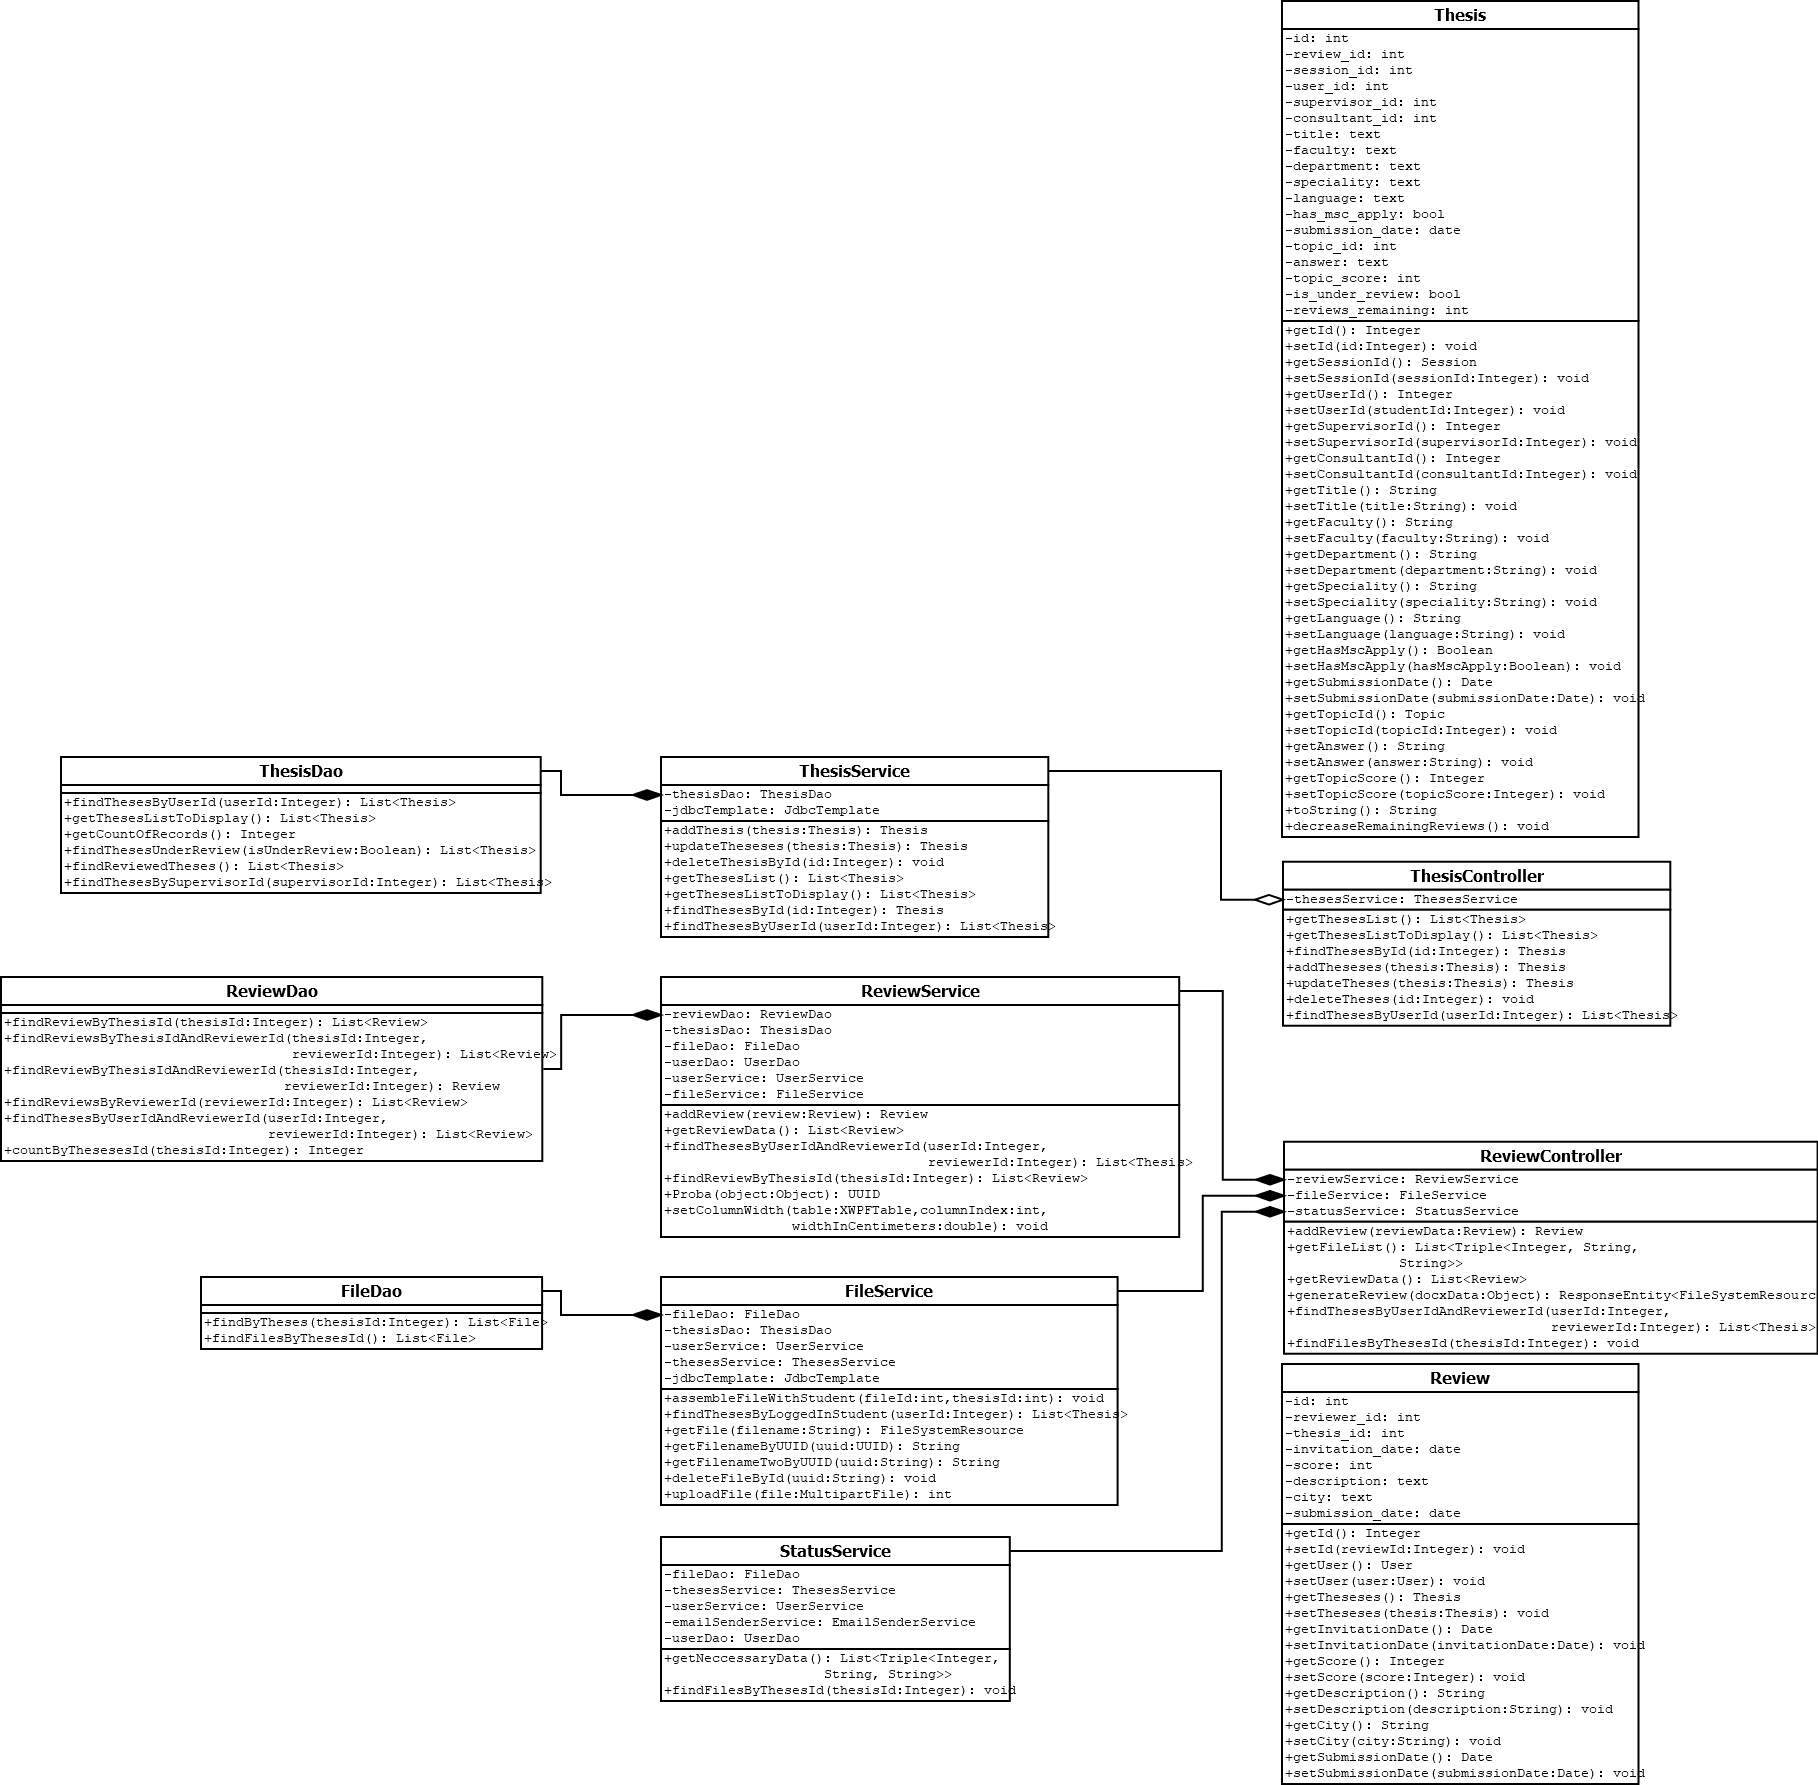 Thesis
-id: int
-review_id: int
-session_id: int
-user_id: int
-supervisor_id: int
-consultant_id: int
-title: text
-faculty: text
-department: text
-speciality: text
-language: text
-has_msc_apply: bool
-submission_date: date
-topic_id: int
-answer: text
-topic_score: int
-is_under_review: bool
-reviews_remaining: int
+getId(): Integer
+setId(id:Integer): void
+getSessionId(): Session
+setSessionId(sessionId:Integer): void
+getUserId(): Integer
+setUserId(studentId:Integer): void
+getSupervisorId(): Integer
+setSupervisorId(supervisorId:Integer): void
+getConsultantId(): Integer
+setConsultantId(consultantId:Integer): void
+getTitle(): String
+setTitle(title:String): void
+getFaculty(): String
+setFaculty(faculty:String): void
+getDepartment(): String
+setDepartment(department:String): void
+getSpeciality(): String
+setSpeciality(speciality:String): void
+getLanguage(): String
+setLanguage(language:String): void
+getHasMscApply(): Boolean
+setHasMscApply(hasMscApply:Boolean): void
+getSubmissionDate(): Date
+setSubmissionDate(submissionDate:Date): void
+getTopicId(): Topic
+setTopicId(topicId:Integer): void
+getAnswer(): String
+setAnswer(answer:String): void
+getTopicScore(): Integer
+setTopicScore(topicScore:Integer): void
+toString(): String
+decreaseRemainingReviews(): void
ThesisDao
+findThesesByUserId(userId:Integer): List<Thesis>
+getThesesListToDisplay(): List<Thesis>
+getCountOfRecords(): Integer
+findThesesUnderReview(isUnderReview:Boolean): List<Thesis>
+findReviewedTheses(): List<Thesis>
+findThesesBySupervisorId(supervisorId:Integer): List<Thesis>
ThesisService
-thesisDao: ThesisDao
-jdbcTemplate: JdbcTemplate
+addThesis(thesis:Thesis): Thesis
+updateTheseses(thesis:Thesis): Thesis
+deleteThesisById(id:Integer): void
+getThesesList(): List<Thesis>
+getThesesListToDisplay(): List<Thesis>
+findThesesById(id:Integer): Thesis
+findThesesByUserId(userId:Integer): List<Thesis>
ThesisController
-thesesService: ThesesService
+getThesesList(): List<Thesis>
+getThesesListToDisplay(): List<Thesis>
+findThesesById(id:Integer): Thesis
+addTheseses(thesis:Thesis): Thesis
+updateTheses(thesis:Thesis): Thesis
+deleteTheses(id:Integer): void
+findThesesByUserId(userId:Integer): List<Thesis>
ReviewDao
+findReviewByThesisId(thesisId:Integer): List<Review>
+findReviewsByThesisIdAndReviewerId(thesisId:Integer,
reviewerId:Integer): List<Review>
+findReviewByThesisIdAndReviewerId(thesisId:Integer,
reviewerId:Integer): Review
+findReviewsByReviewerId(reviewerId:Integer): List<Review>
+findThesesByUserIdAndReviewerId(userId:Integer,
reviewerId:Integer): List<Review>
+countByThesesesId(thesisId:Integer): Integer
ReviewService
-reviewDao: ReviewDao
-thesisDao: ThesisDao
-fileDao: FileDao
-userDao: UserDao
-userService: UserService
-fileService: FileService
+addReview(review:Review): Review
+getReviewData(): List<Review>
+findThesesByUserIdAndReviewerId(userId:Integer,
reviewerId:Integer): List<Thesis>
+findReviewByThesisId(thesisId:Integer): List<Review>
+Proba(object:Object): UUID
+setColumnWidth(table:XWPFTable,columnIndex:int,
widthInCentimeters:double): void
ReviewController
-reviewService: ReviewService
-fileService: FileService
-statusService: StatusService
+addReview(reviewData:Review): Review
+getFileList(): List<Triple<Integer, String,
String>>
+getReviewData(): List<Review>
+generateReview(docxData:Object): ResponseEntity<FileSystemResourc
+findThesesByUserIdAndReviewerId(userId:Integer,
reviewerId:Integer): List<Thesis>
+findFilesByThesesId(thesisId:Integer): void
FileDao
+findByTheses(thesisId:Integer): List<File>
+findFilesByThesesId(): List<File>
FileService
-fileDao: FileDao
-thesisDao: ThesisDao
-userService: UserService
-thesesService: ThesesService
-jdbcTemplate: JdbcTemplate
+assembleFileWithStudent(fileId:int,thesisId:int): void
+findThesesByLoggedInStudent(userId:Integer): List<Thesis>
+getFile(filename:String): FileSystemResource
+getFilenameByUUID(uuid:UUID): String
+getFilenameTwoByUUID(uuid:String): String
+deleteFileById(uuid:String): void
+uploadFile(file:MultipartFile): int
Review
-id: int
-reviewer_id: int
-thesis_id: int
-invitation_date: date
-score: int
-description: text
-city: text
-submission_date: date
+getId(): Integer
+setId(reviewId:Integer): void
+getUser(): User
+setUser(user:User): void
+getTheseses(): Thesis
+setTheseses(thesis:Thesis): void
+getInvitationDate(): Date
+setInvitationDate(invitationDate:Date): void
+getScore(): Integer
+setScore(score:Integer): void
+getDescription(): String
+setDescription(description:String): void
+getCity(): String
+setCity(city:String): void
+getSubmissionDate(): Date
+setSubmissionDate(submissionDate:Date): void
StatusService
-fileDao: FileDao
-thesesService: ThesesService
-userService: UserService
-emailSenderService: EmailSenderService
-userDao: UserDao
+getNeccessaryData(): List<Triple<Integer,
String, String>>
+findFilesByThesesId(thesisId:Integer): void